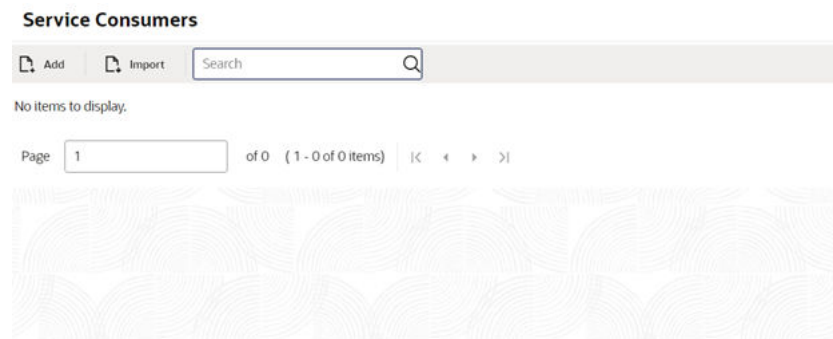 Service Consumers
Add Import Search
No items to display.
Page 1 of 0 ( 1 - 0 of 0 items)